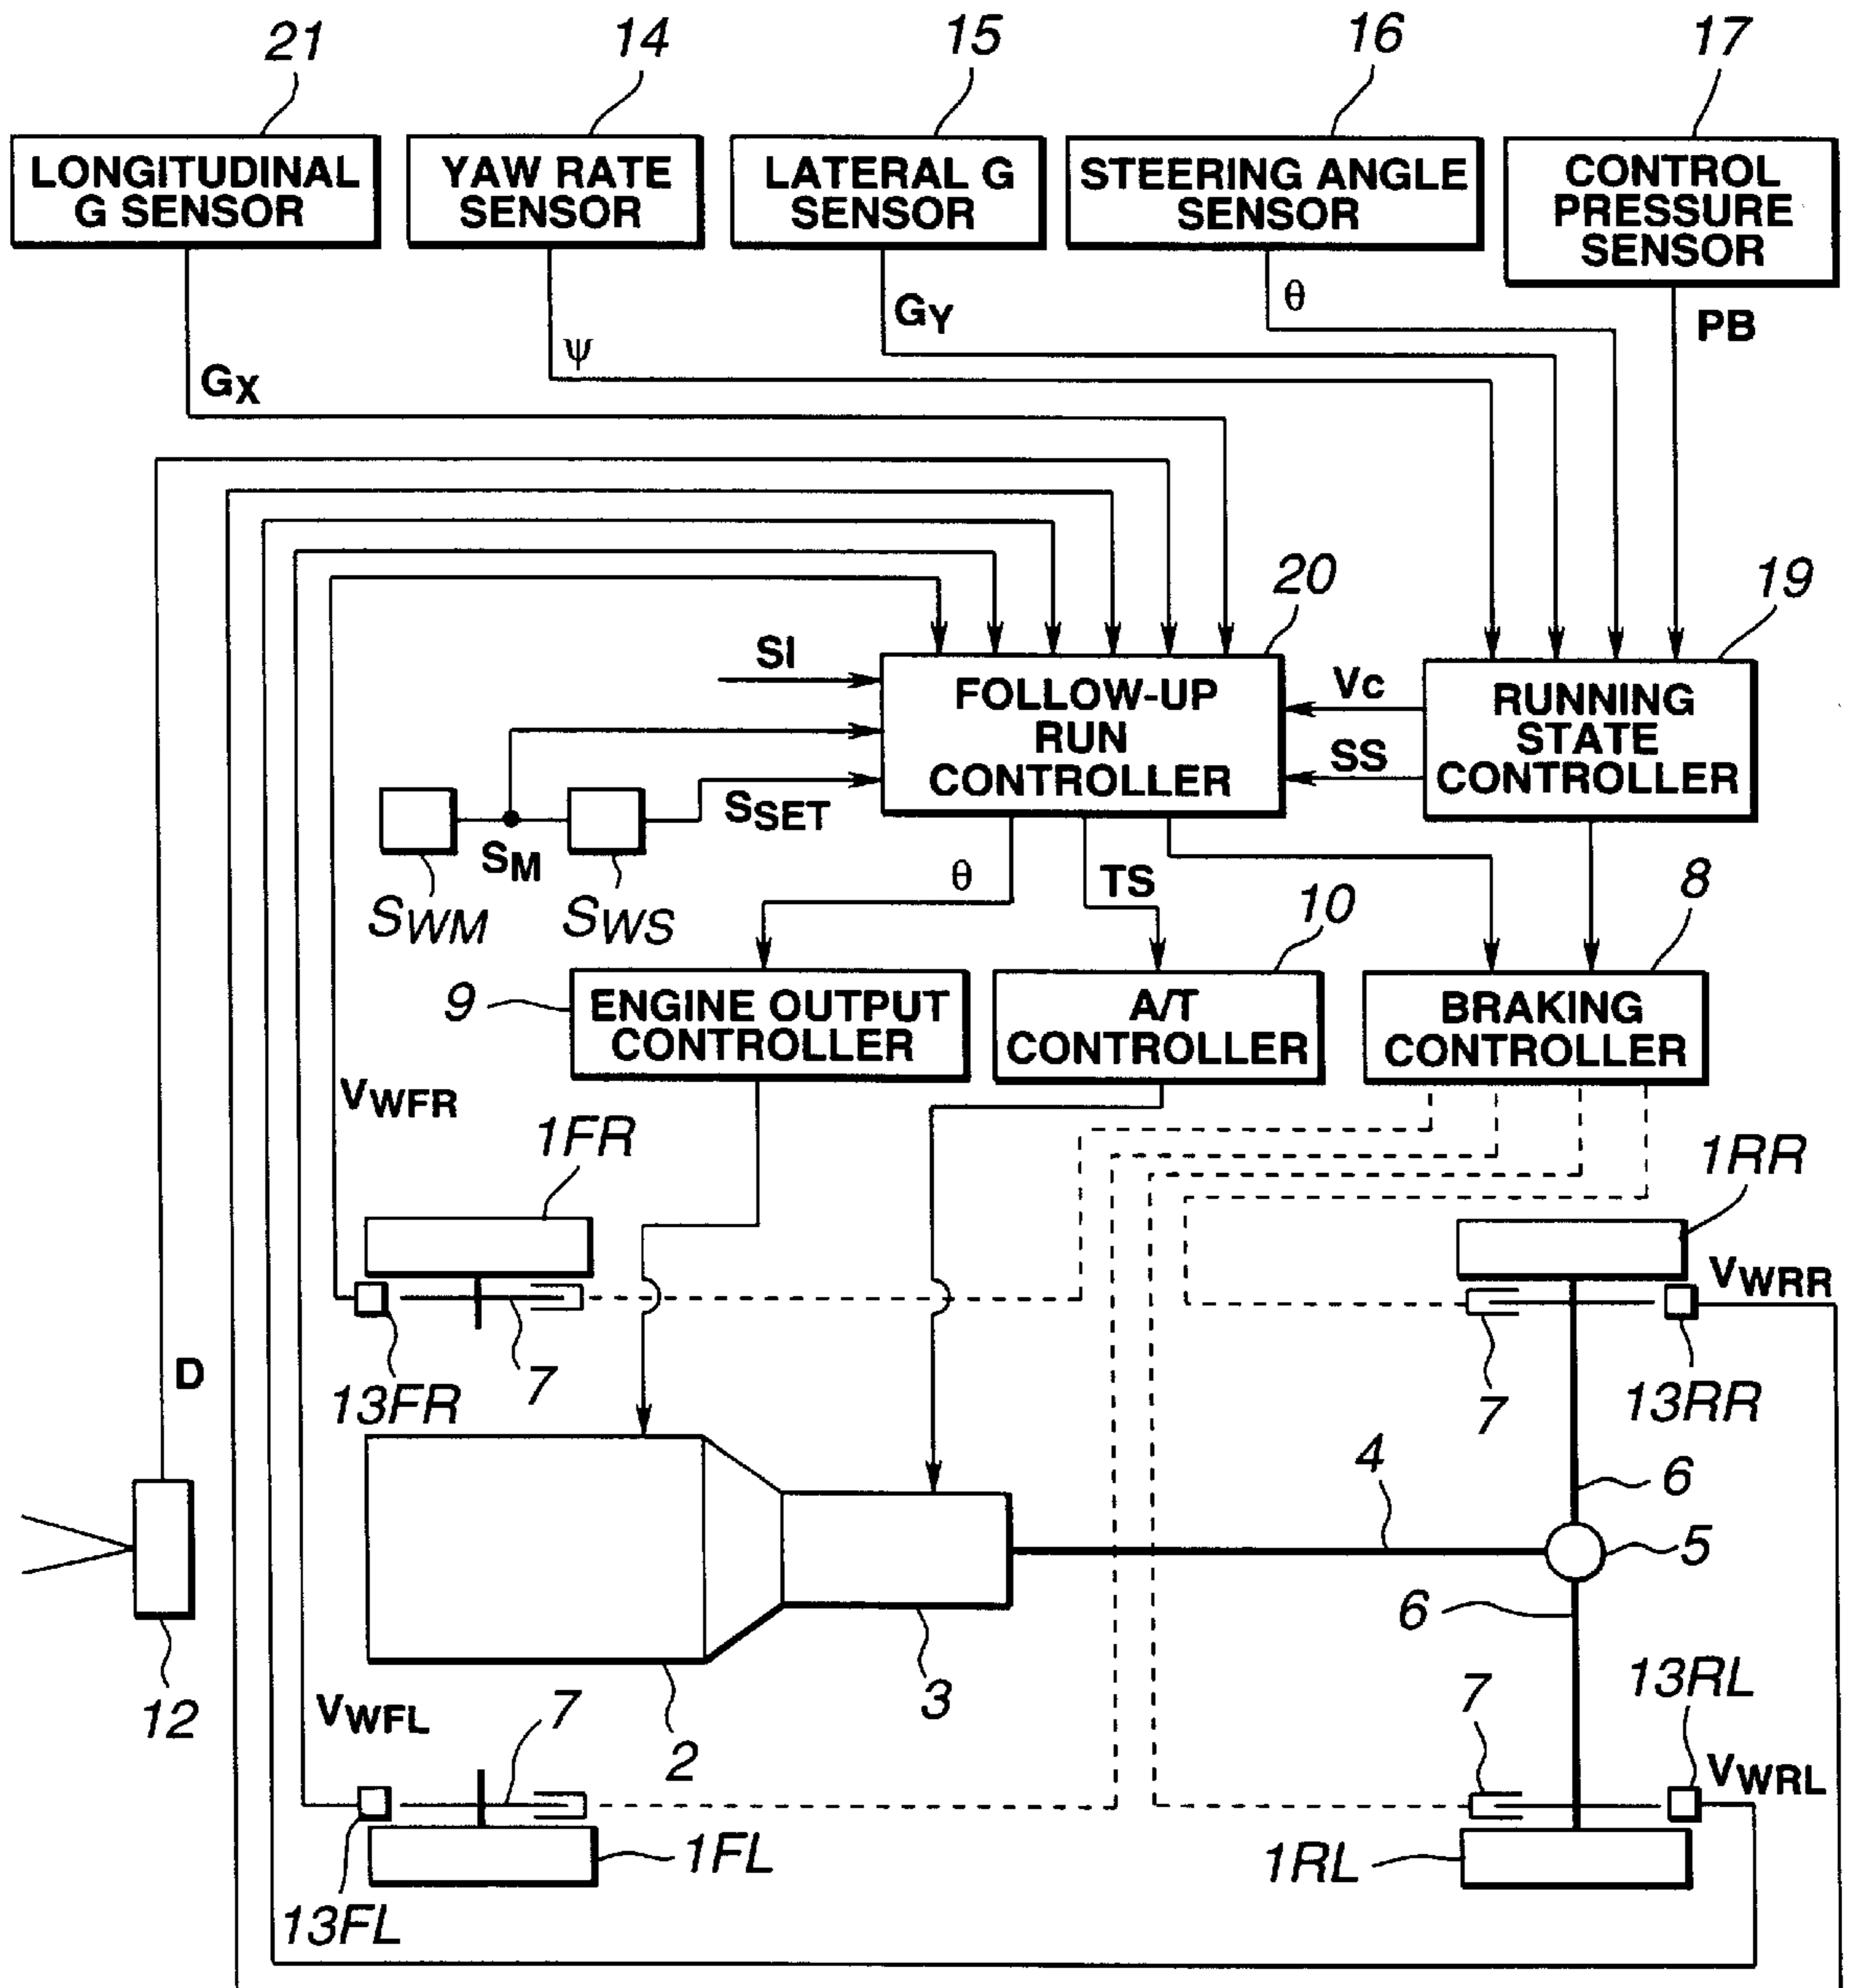 21
14
15
16
17
LONGITUDINAL
G SENSOR
YAW RATE
SENSOR
LATERAL G
SENSOR
STEERING ANGLE
SENSOR
CONTROL
PRESSURE
SENSOR
GX
ψ
GY
θ
PB
20
19
SI
FOLLOW-UP
RUN
CONTROLLER
VC
SS
RUNNING
STATE
CONTROLLER
SM
SSET
SWM
SWS
θ
TS
10
8
9
ENGINE OUTPUT
CONTROLLER
A/T
CONTROLLER
BRAKING
CONTROLLER
VWFR
1FR
1RR
VWRR
D
13FR
7
7
13RR
4
6
5
6
12
3
2
VWFL
7
7
13RL
VWRL
1FL
1RL
13FL